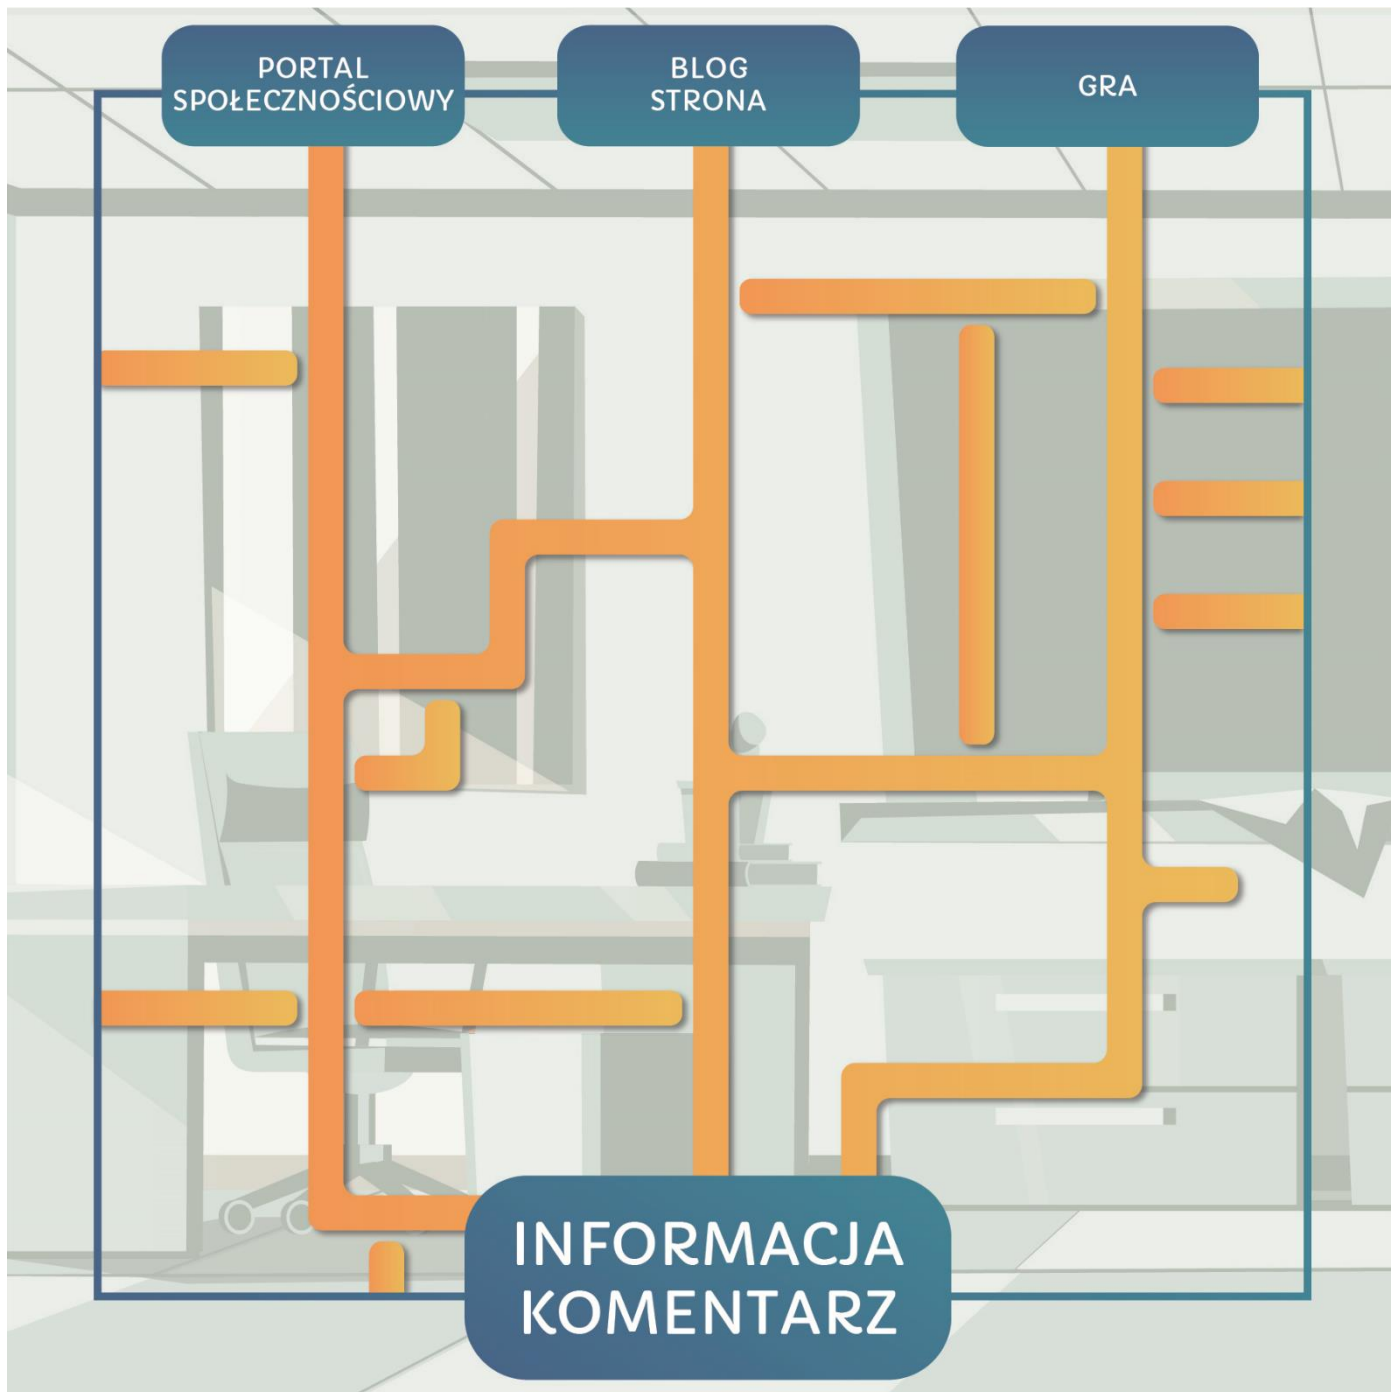 PORTAL
SPOŁECZNOŚCIOWY
BLOG
STRONA
GRA
INFORMACJA
KOMENTARZ